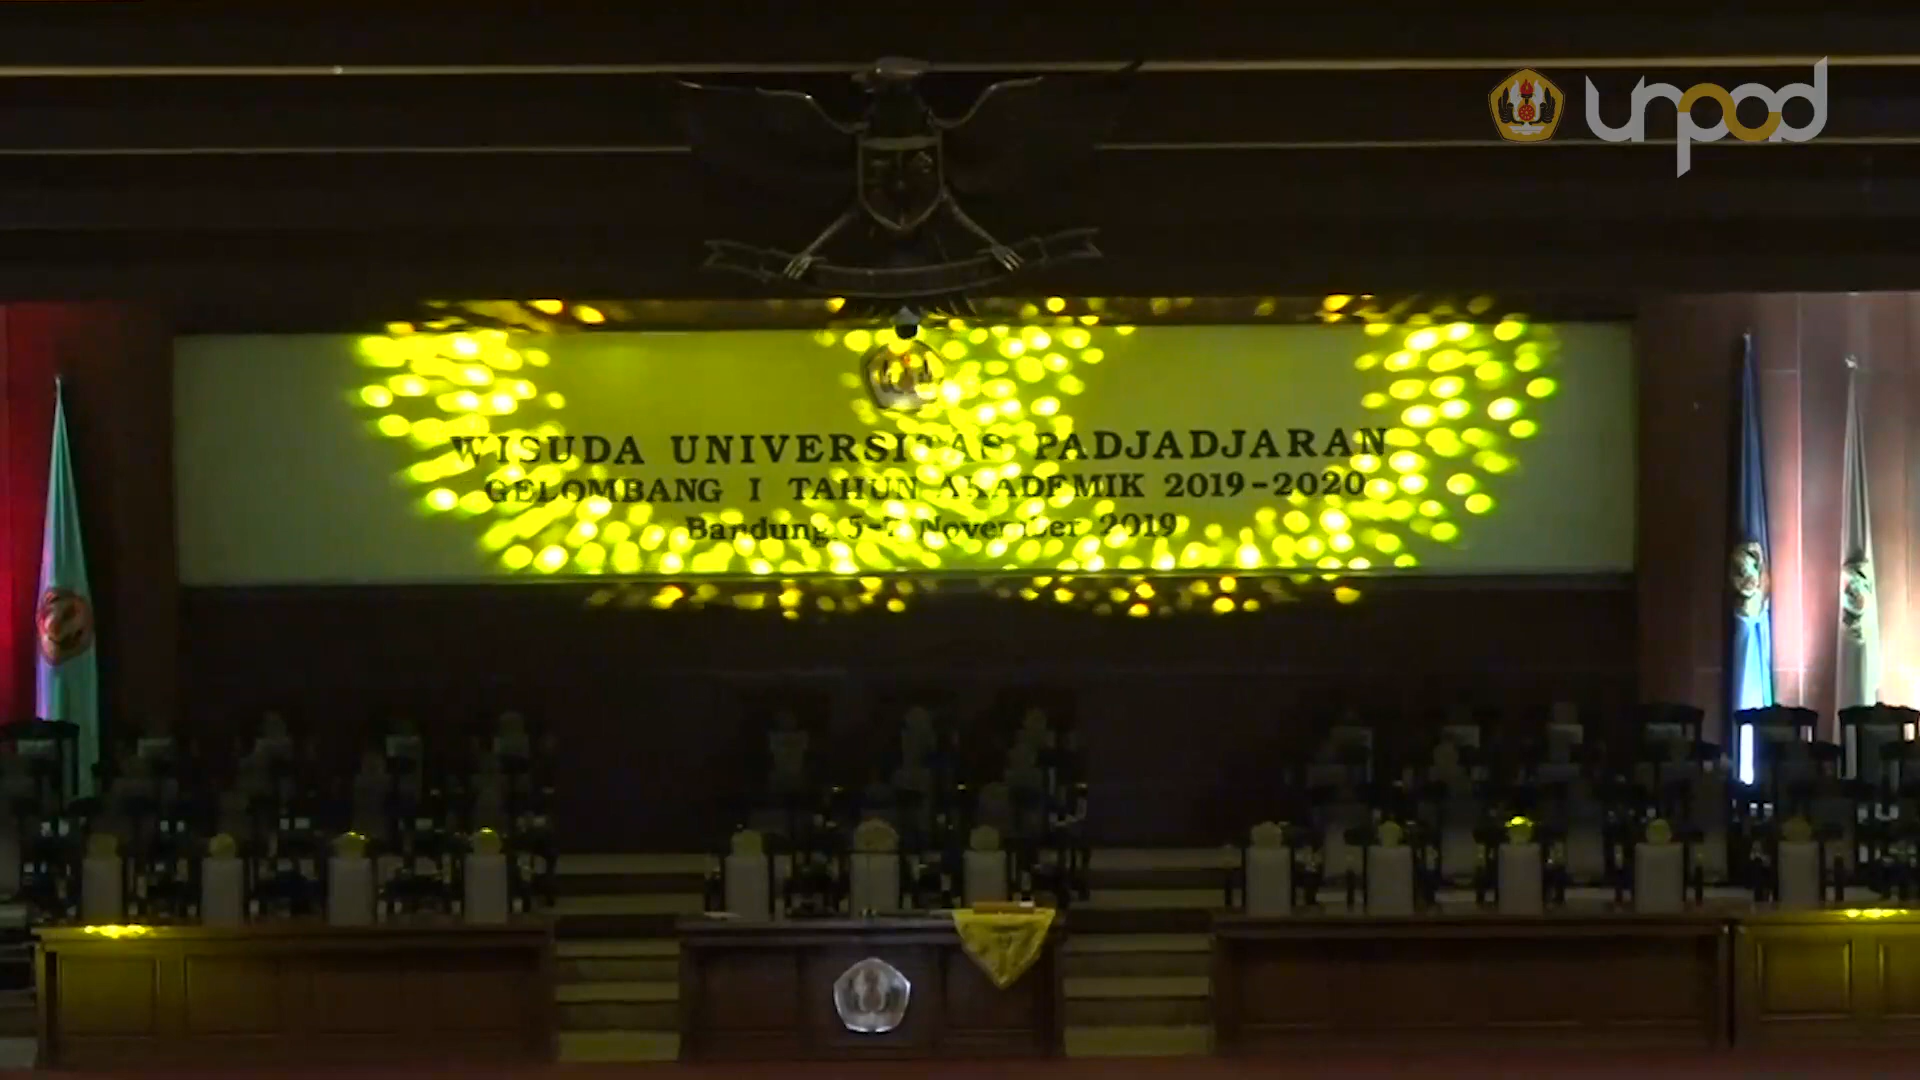 unpad
WISUDA UNIVERSITAS PADJADJARAN
GELOMBANG I TAHUN AKADEMIK 2019-2020
Bandung, 5-7 November 2019